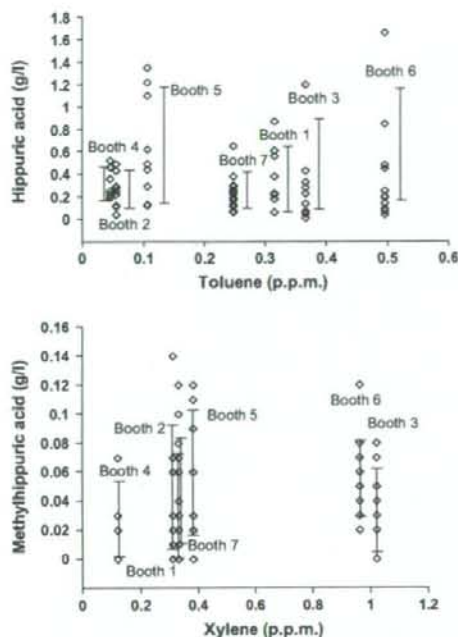 Hippuric acid (g/l)
1.8
1.6
1.4
1.2
1.0
0.8
0.6
0.4
0.2
0
Booth 4
Booth 2
Booth 5
Booth 7
Booth 1
Booth 3
Booth 6
0 0.1 0.2 0.3 0.4 0.5 0.6
Toluene (p.p.m.)
Methylhippuric acid (g/l)
0.16
0.14
0.12
0.1
0.08
0.06
0.04
0.02
0
Booth 4
Booth 2
Booth 5
Booth 1
Booth 7
Booth 6
Booth 3
0 0.2 0.4 0.6 0.8 1 1.2
Xylene (p.p.m.)